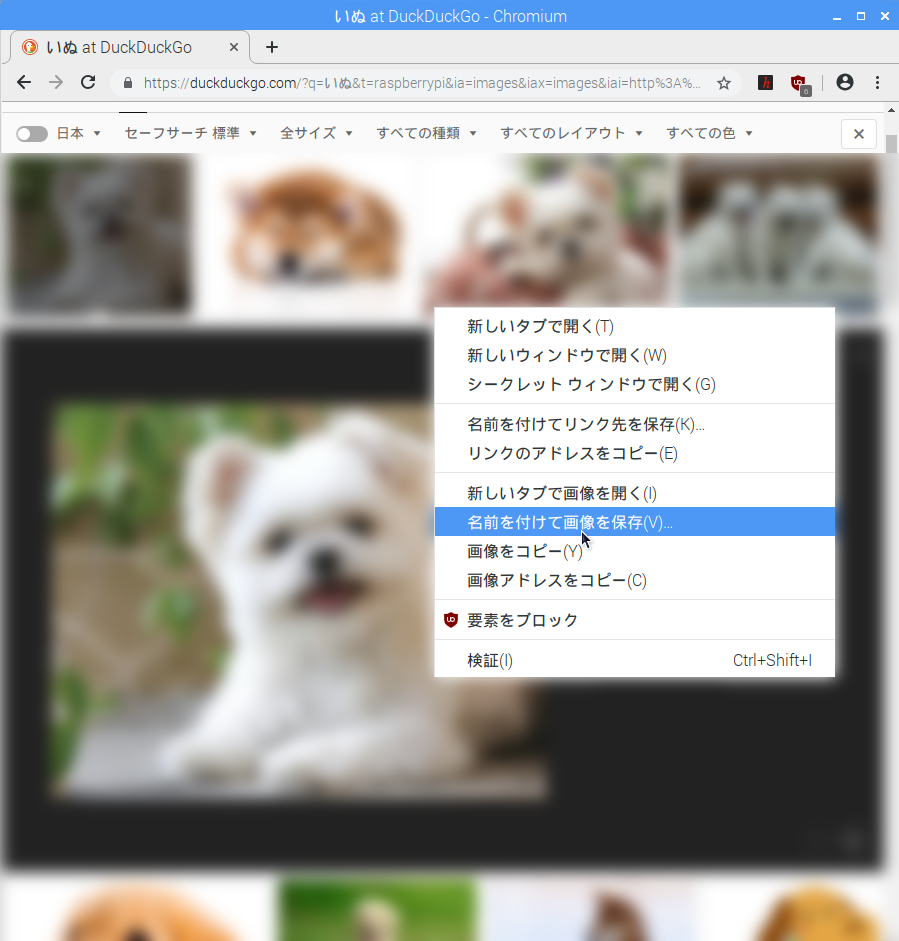 いぬ at DuckDuckGo - Chromium
いぬ at DuckDuckGo
https://duckduckgo.com/?q=いぬ&t=raspberrypi&ia=images&iax=images&iai=http%3A%...
h
UD
6
日本 セーフサーチ 標準 全サイズ すべての種類 すべてのレイアウト すべての色
新しいタブで開く(T)
新しいウィンドウで開く(W)
シークレット ウィンドウで開く(G)
名前を付けてリンク先を保存(K)...
リンクのアドレスをコピー(E)
新しいタブで画像を開く(I)
名前を付けて画像を保存(V)...
画像をコピー(Y)
画像アドレスをコピー(C)
UD 要素をブロック
検証(I) Ctrl+Shift+I